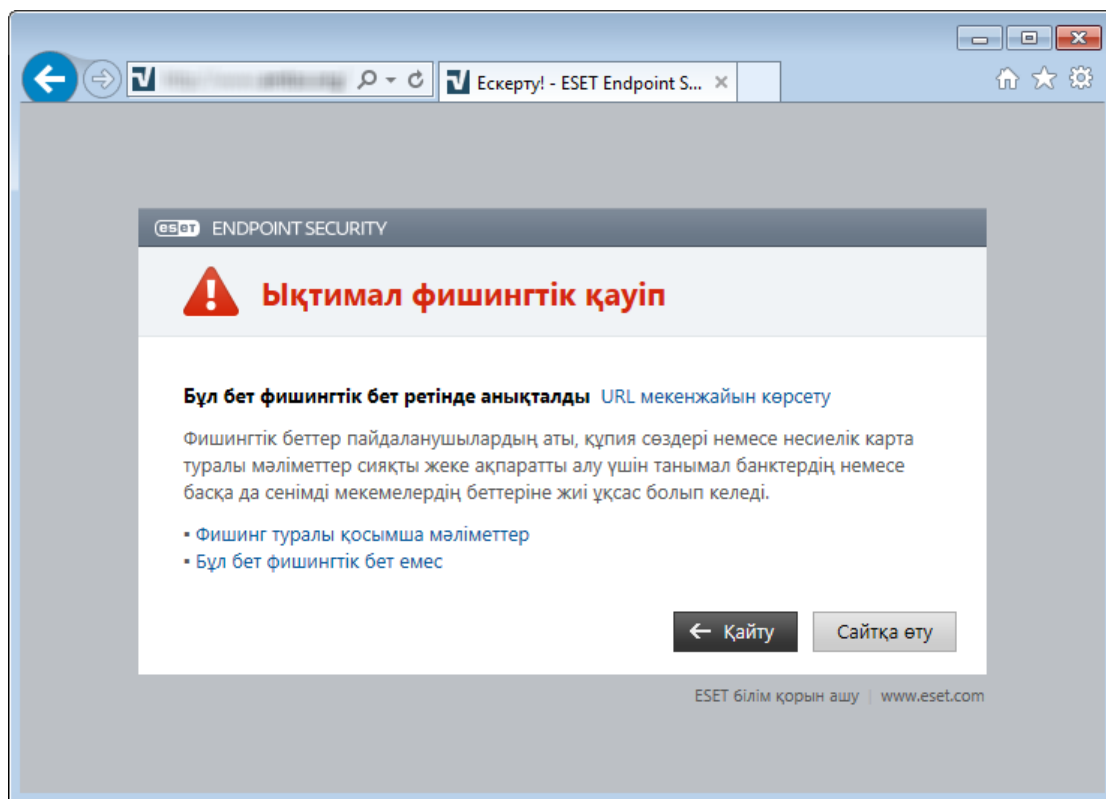 Ескерту! - ESET Endpoint S...
eset ENDPOINT SECURITY
Ықтимал фишингтік қауіп
Бұл бет фишингтік бет ретінде анықталды URL мекенжайын көрсету
Фишингтік беттер пайдаланушылардың аты, құпия сөздері немесе несиелік карта
туралы мәліметтер сияқты жеке ақпаратты алу үшін танымал банктердің немесе
басқа да сенімді мекемелердің беттеріне жиі ұқсас болып келеді.
▪ Фишинг туралы қосымша мәліметтер
▪ Бұл бет фишингтік бет емес
← Қайту Сайтқа өту
ESET білім қорын ашу | www.eset.com